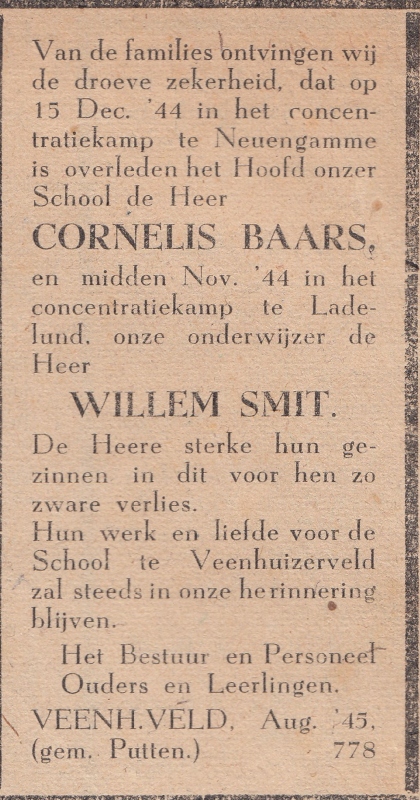 Van de families ontvingen wij
de droeve zekerheid, dat op
15 Dec. '44 in het concen-
tratiekamp te Neuengamme
is overleden het Hoofd onzer
School de Heer
CORNELIS BAARS,
en midden Nov. '44 in het
concentratiekamp te Lade-
lund, onze onderwijzer de
Heer
WILLEM SMIT.
De Heere sterke hun ge-
zinnen in dit voor hen zo
zware verlies.
Hun werk en liefde voor de
School te Veenhuizerveld
zal steeds in onze herinnering
blijven.
Het Bestuur en Personeel
Ouders en Leerlingen.
VEENH.VELD, Aug. '45.
(gem. Putten.) 778